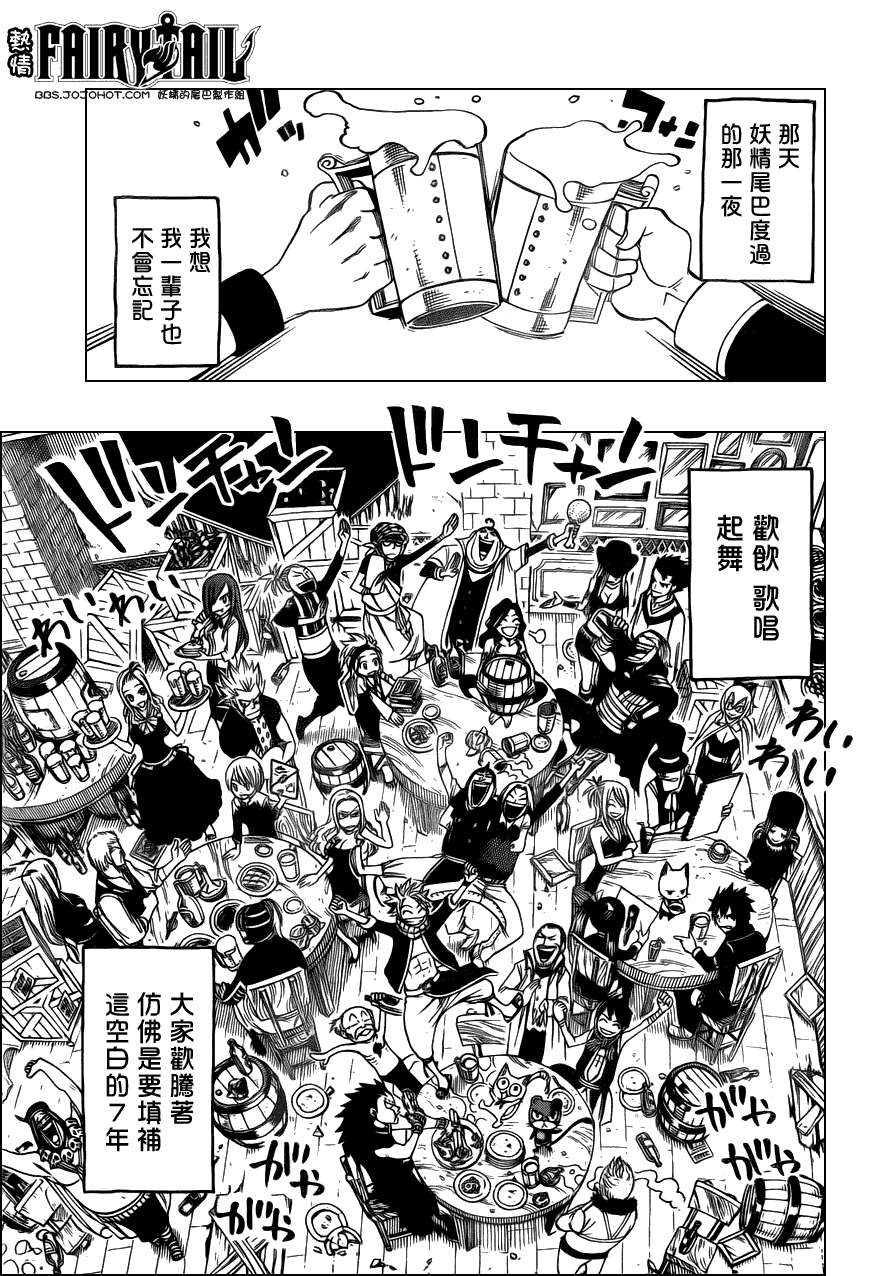 熱情
FAIRY TAIL
BBS.JOJOHOT.COM 妖精的尾巴製作組
那天
妖精尾巴度過
的那一夜
ガッ
フォン
我想
我一輩子也
不會忘記
ドンチャン
ドンチャン
歡飲 歌唱
起舞
わいわい
わいわい
大家歡騰著
仿佛是要填補
這空白的7年
がやがや
がやがや